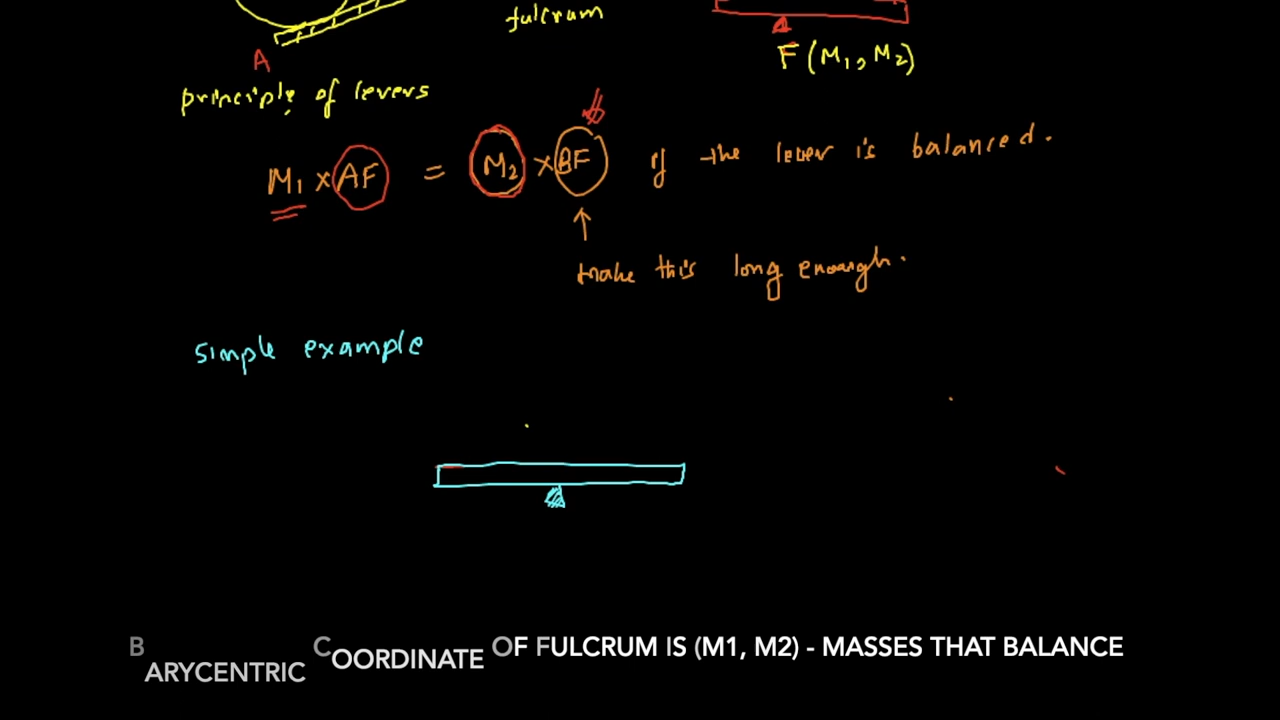 fulcrum
A
F (M1, M2)
principle of levers
M1 × AF = M2 × BF if the lever is balanced.
↑
make this long enough.
simple example
BARYCENTRIC COORDINATE OF FULCRUM IS (M1, M2) - MASSES THAT BALANCE